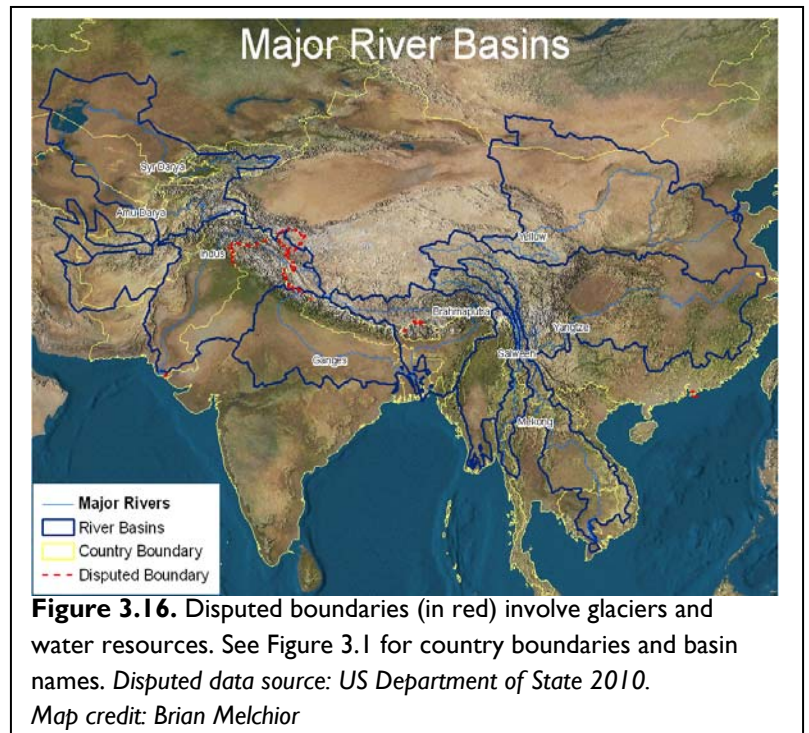 Major River Basins
Syr Darya
Amu Darya
Indus
Yellow
Brahmaputra
Yangtze
Ganges
Salween
Mekong
Major Rivers
River Basins
Country Boundary
Disputed Boundary
Figure 3.16. Disputed boundaries (in red) involve glaciers and
water resources. See Figure 3.1 for country boundaries and basin
names. Disputed data source: US Department of State 2010.
Map credit: Brian Melchior